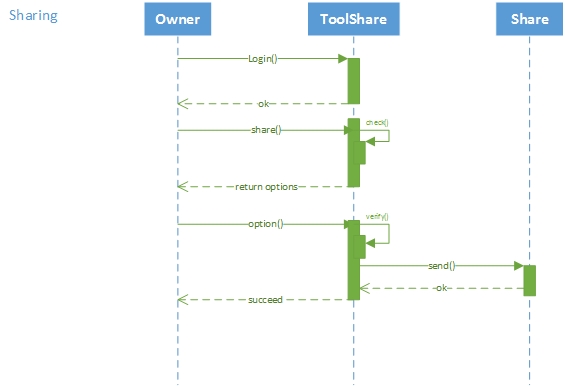 Sharing
Owner
ToolShare
Share
Login()
ok
share()
check()
return options
option()
verify()
send()
ok
succeed